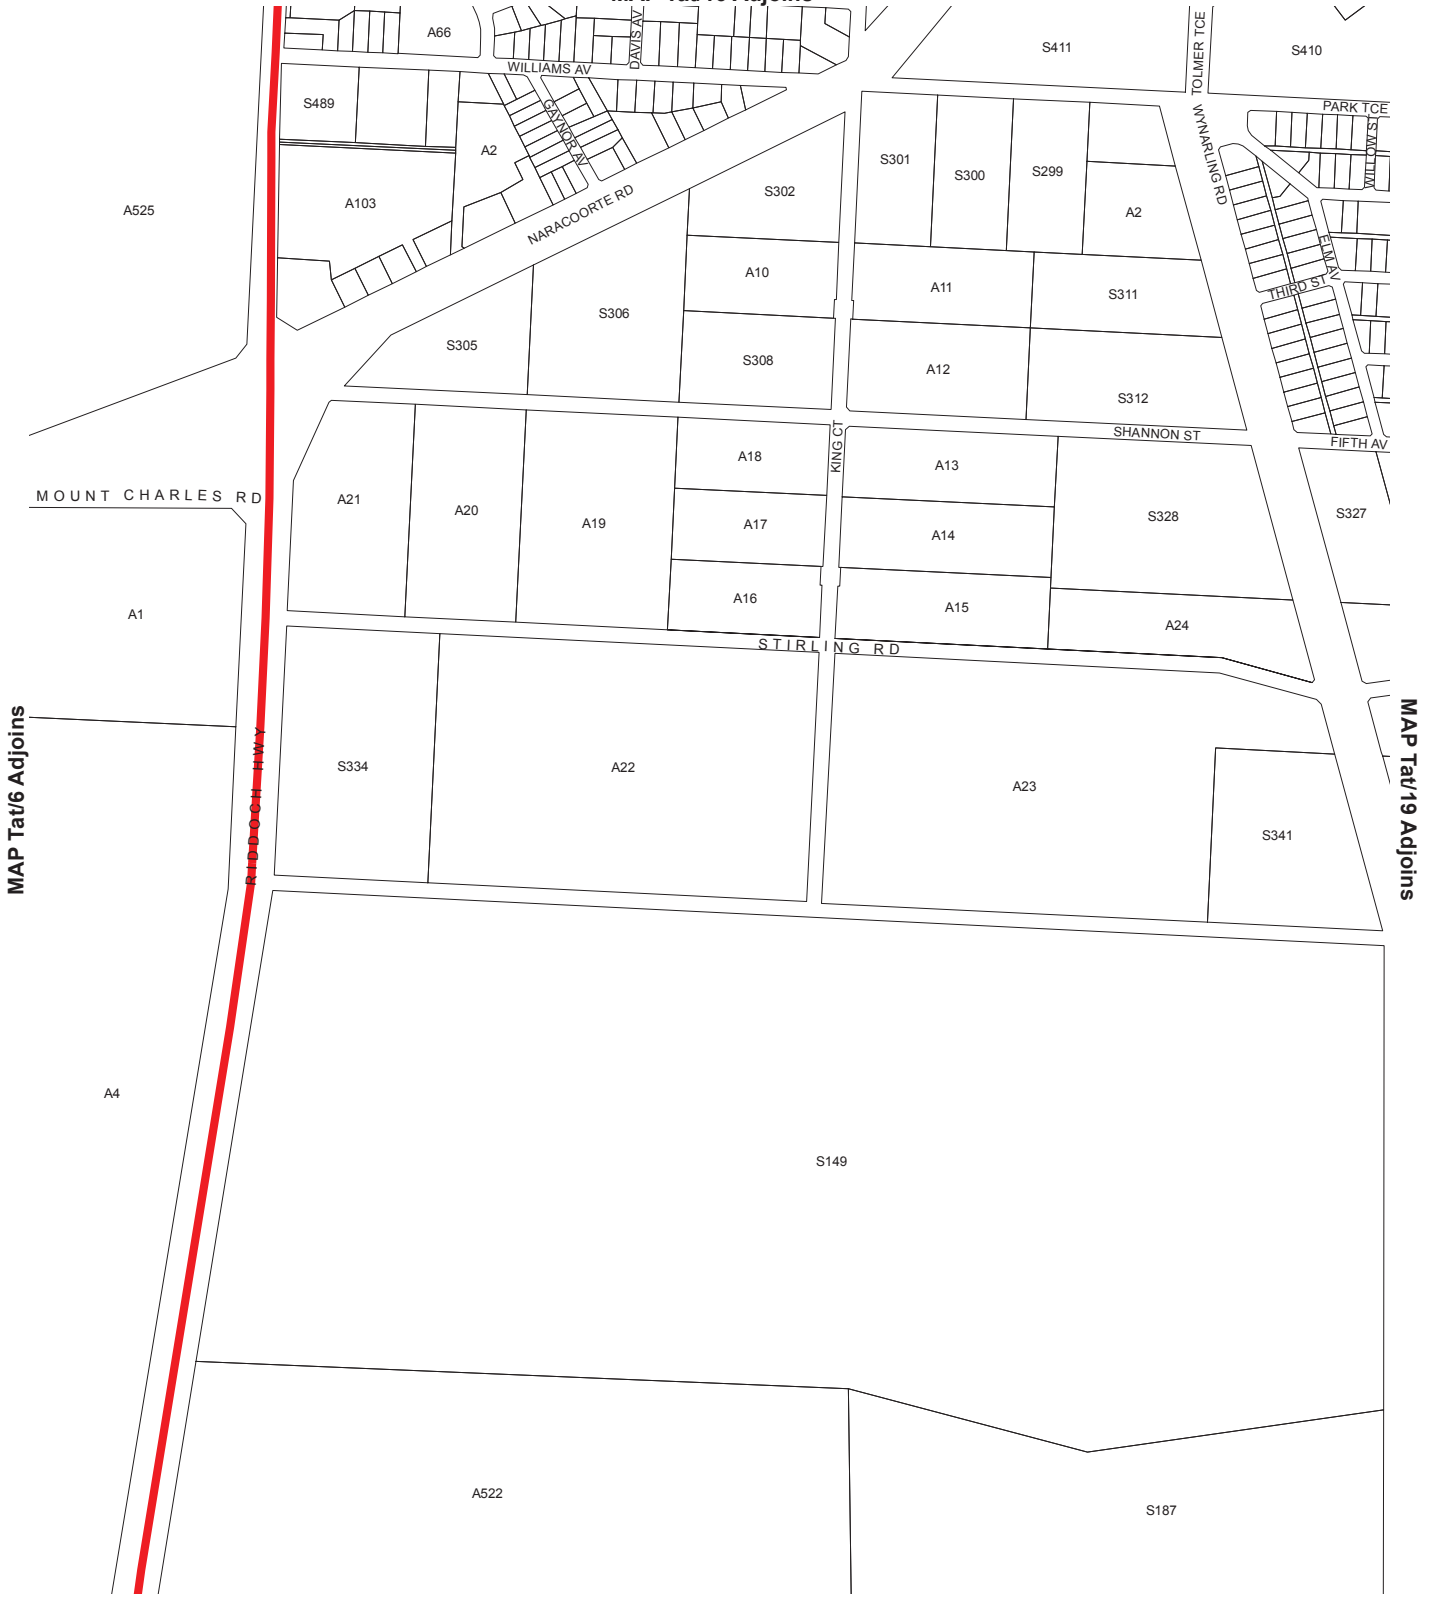 A66
DAVIS AV
S411
TOLMER TCE
S410
WILLIAMS AV
S489
GAYNOR AV
PARK TCE
WILLOW ST
A2
S301
S300
S299
WYNARLING RD
A525
A103
NARACOORTE RD
S302
A2
ELM AV
A10
A11
S311
THIRD ST
S306
S305
S308
A12
S312
SHANNON ST
FIFTH AV
KING CT
A18
A13
MOUNT CHARLES RD
A21
A20
A19
A17
A14
S328
S327
A1
A16
A15
A24
STIRLING RD
MAP Tat/6 Adjoins
RIDDOCH HWY
S334
A22
A23
S341
MAP Tat/19 Adjoins
A4
S149
A522
S187